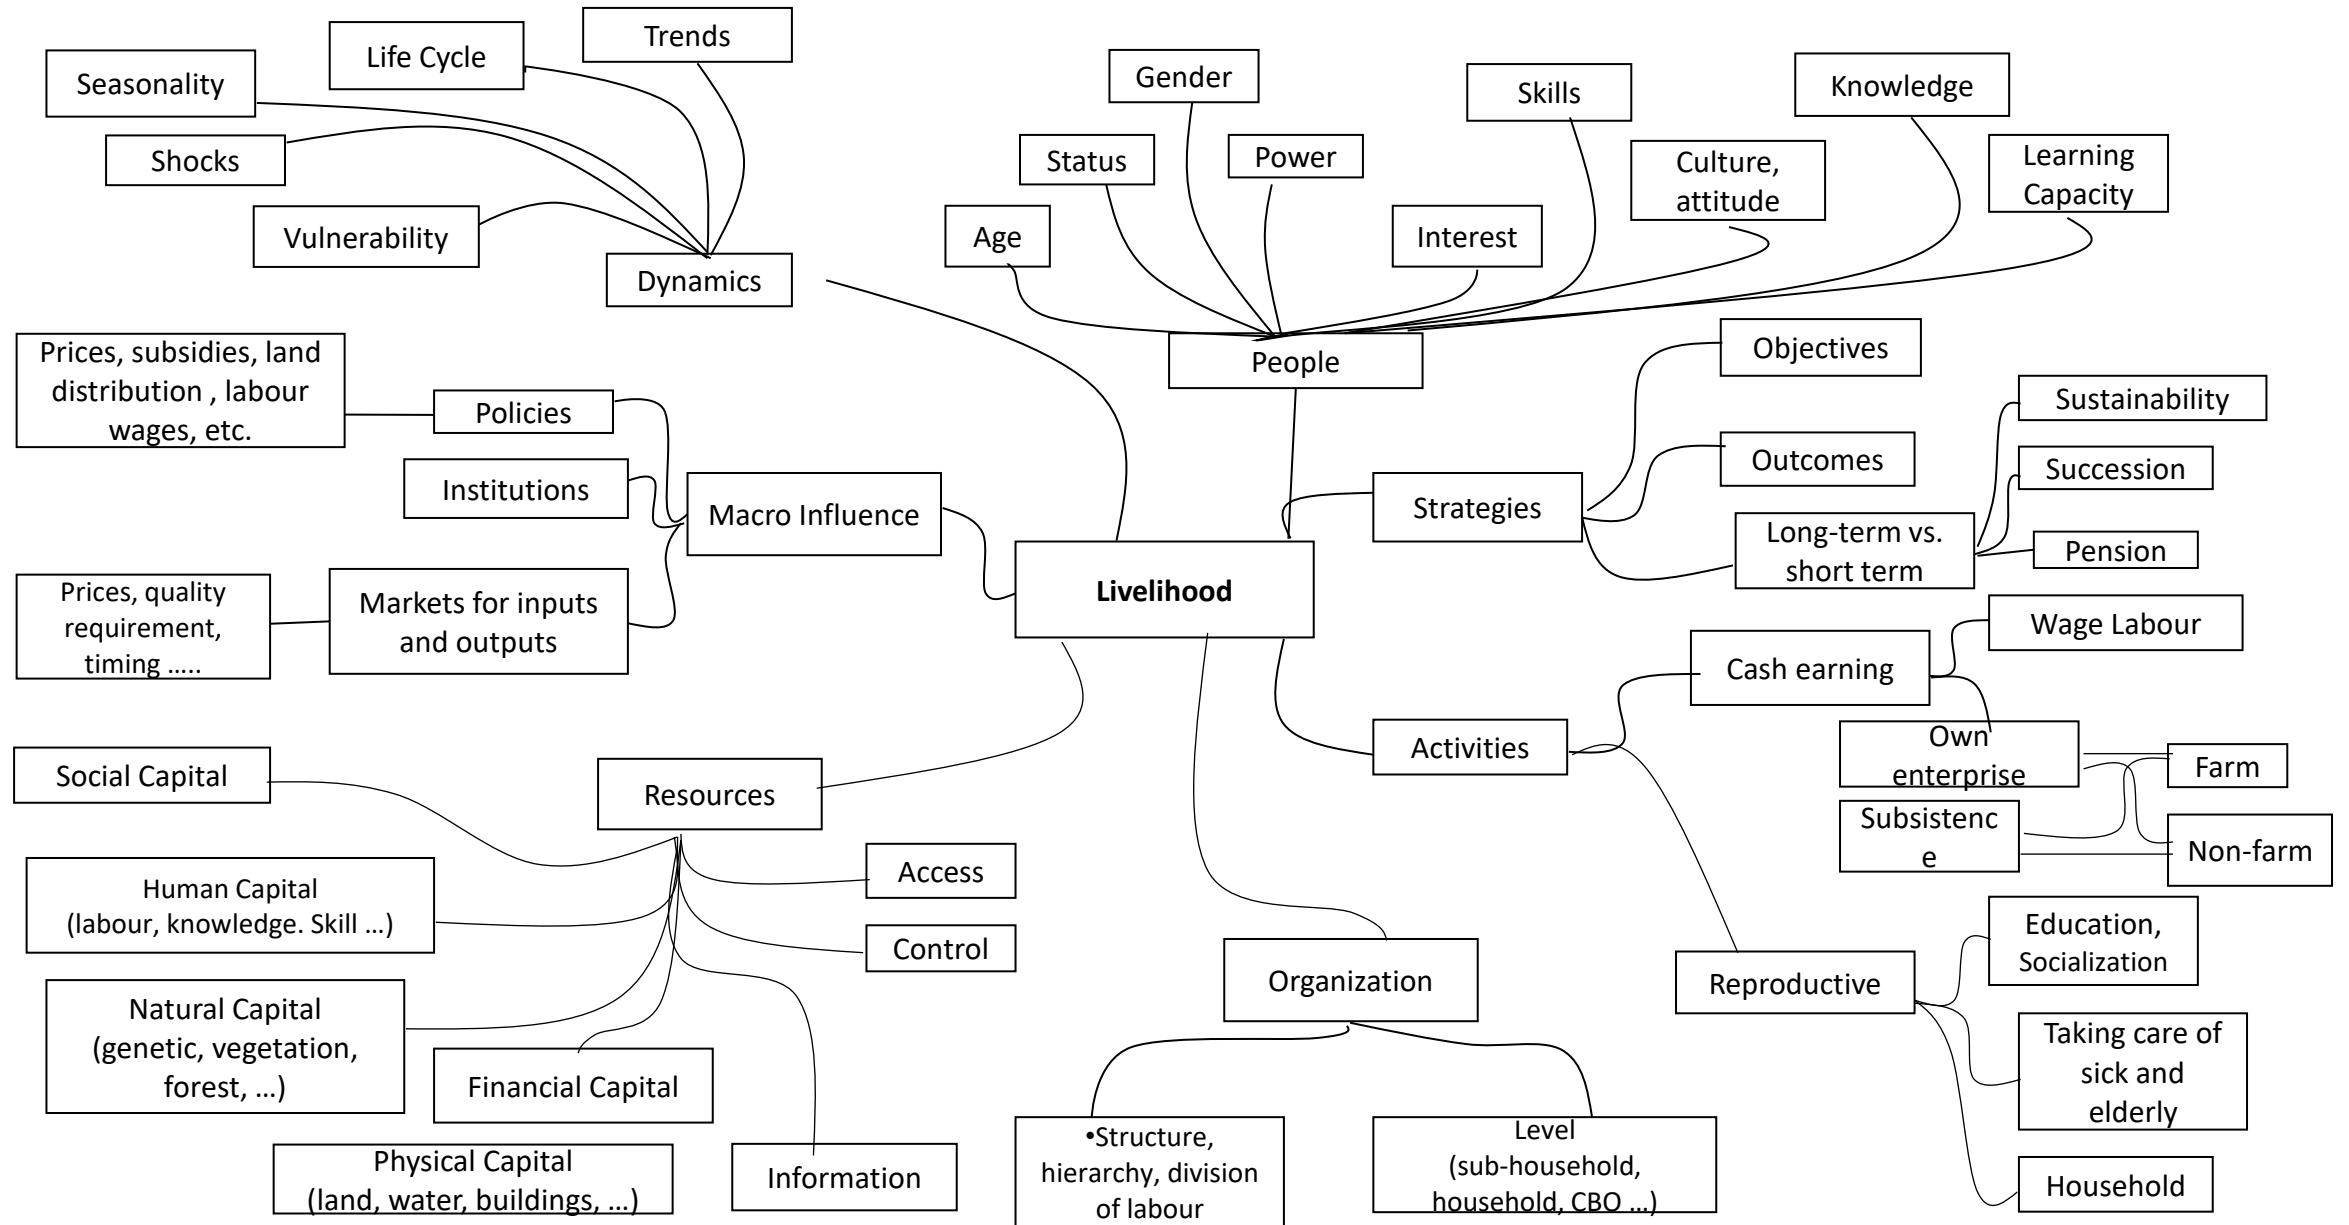 Trends
Life Cycle
Seasonality
Shocks
Vulnerability
Dynamics
Gender
Skills
Knowledge
Status
Power
Culture,
attitude
Learning
Capacity
Age
Interest
People
Prices, subsidies, land
distribution , labour
wages, etc.
Policies
Institutions
Macro Influence
Prices, quality
requirement,
timing …..
Markets for inputs
and outputs
Livelihood
Strategies
Objectives
Outcomes
Long-term vs.
short term
Sustainability
Succession
Pension
Activities
Cash earning
Wage Labour
Own
enterprise
Subsistenc
e
Farm
Non-farm
Reproductive
Education,
Socialization
Taking care of
sick and
elderly
Household
Social Capital
Resources
Human Capital
(labour, knowledge. Skill …)
Access
Control
Natural Capital
(genetic, vegetation,
forest, …)
Financial Capital
Physical Capital
(land, water, buildings, …)
Information
Organization
•Structure,
hierarchy, division
of labour
Level
(sub-household,
household, CBO …)